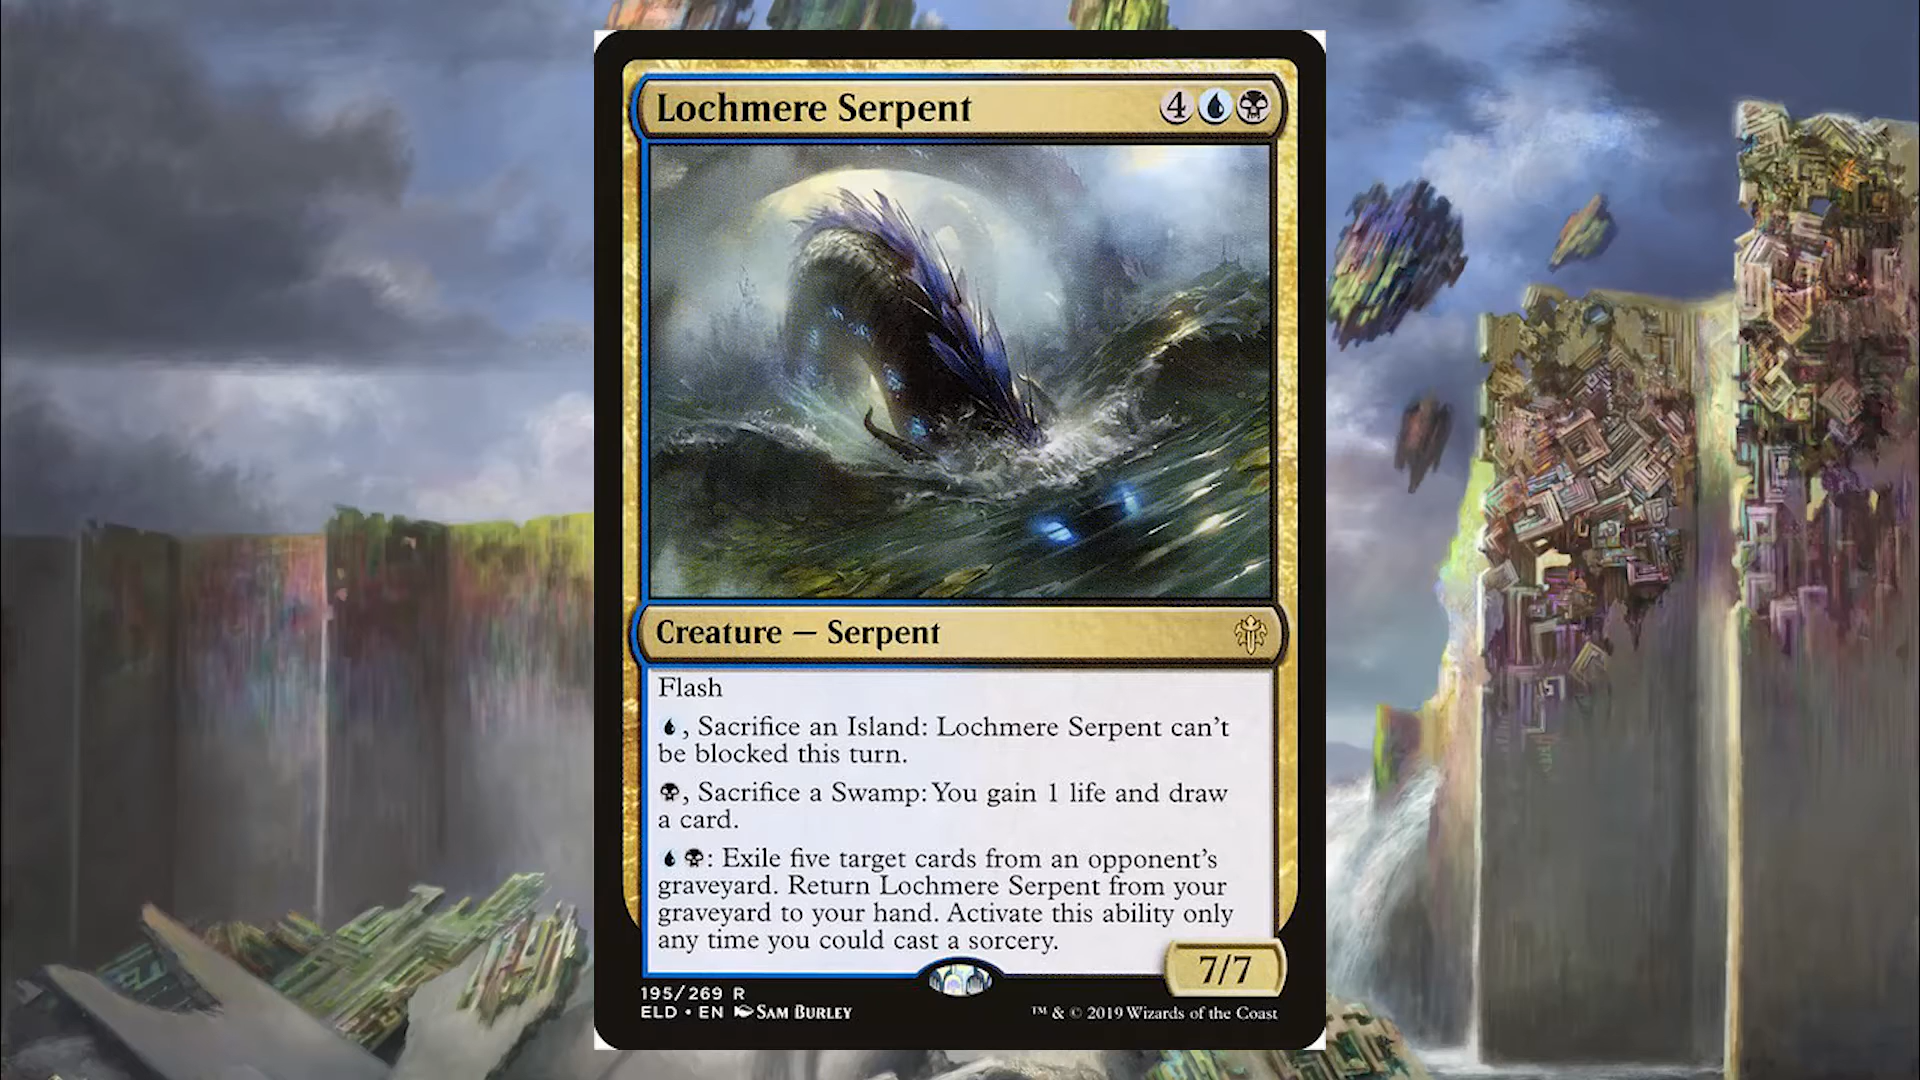 Lochmere Serpent 4
Creature — Serpent
Flash
, Sacrifice an Island: Lochmere Serpent can't
be blocked this turn.
, Sacrifice a Swamp: You gain 1 life and draw
a card.
: Exile five target cards from an opponent's
graveyard. Return Lochmere Serpent from your
graveyard to your hand. Activate this ability only
any time you could cast a sorcery.
7/7
195/269 R
ELD • EN Sam Burley
™ & © 2019 Wizards of the Coast